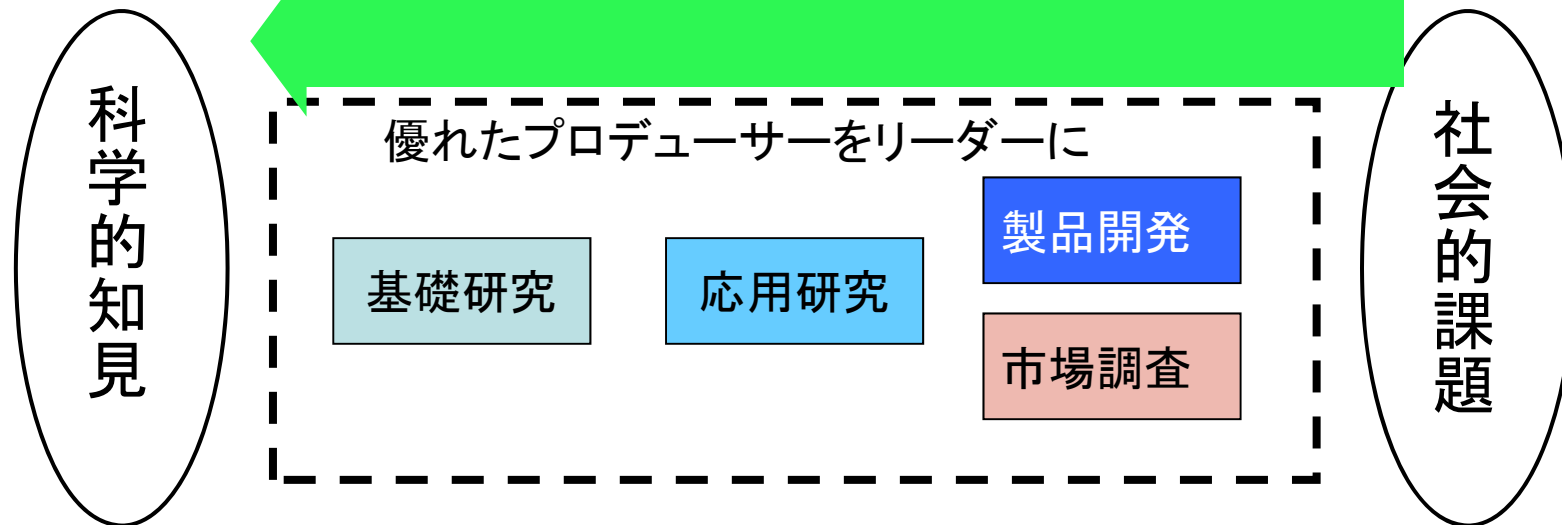 科学的知見
優れたプロデューサーをリーダーに
基礎研究
応用研究
製品開発
市場調査
社会的課題